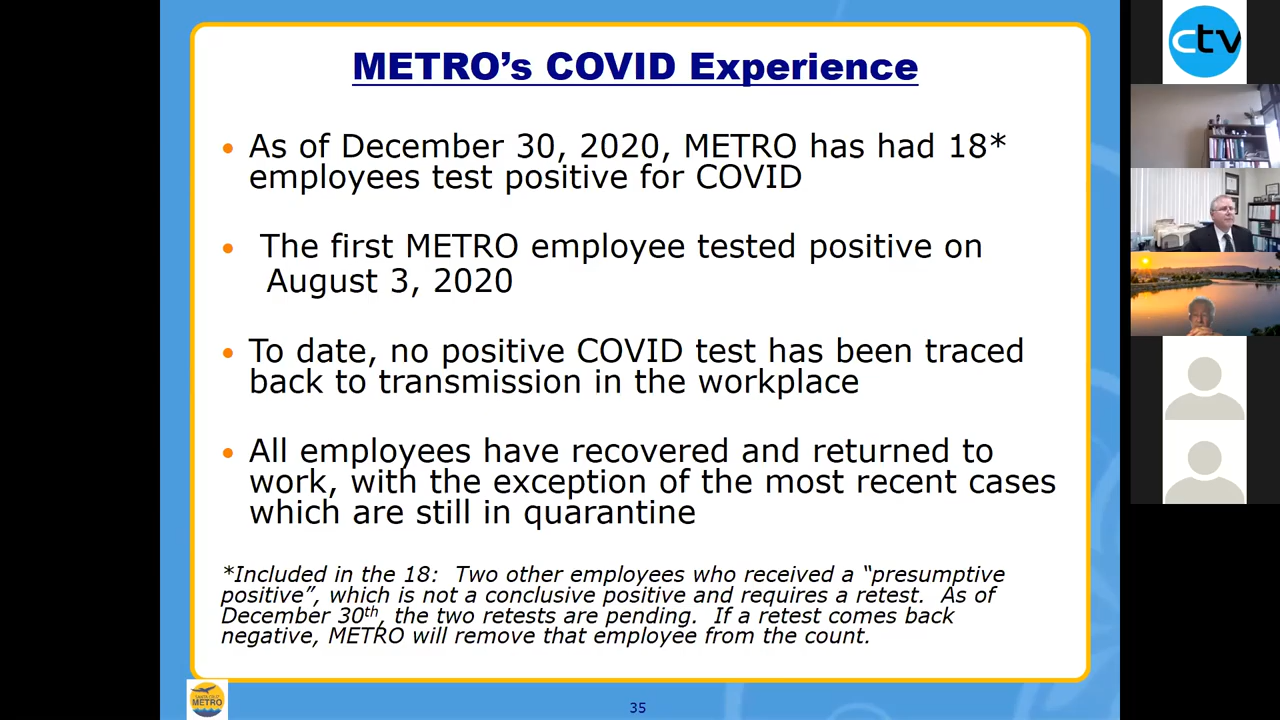 METRO's COVID Experience
• As of December 30, 2020, METRO has had 18*
employees test positive for COVID
• The first METRO employee tested positive on
August 3, 2020
• To date, no positive COVID test has been traced
back to transmission in the workplace
• All employees have recovered and returned to
work, with the exception of the most recent cases
which are still in quarantine
*Included in the 18: Two other employees who received a “presumptive
positive”, which is not a conclusive positive and requires a retest. As of
December 30th, the two retests are pending. If a retest comes back
negative, METRO will remove that employee from the count.
SANTA CRUZ
METRO
35
ctv